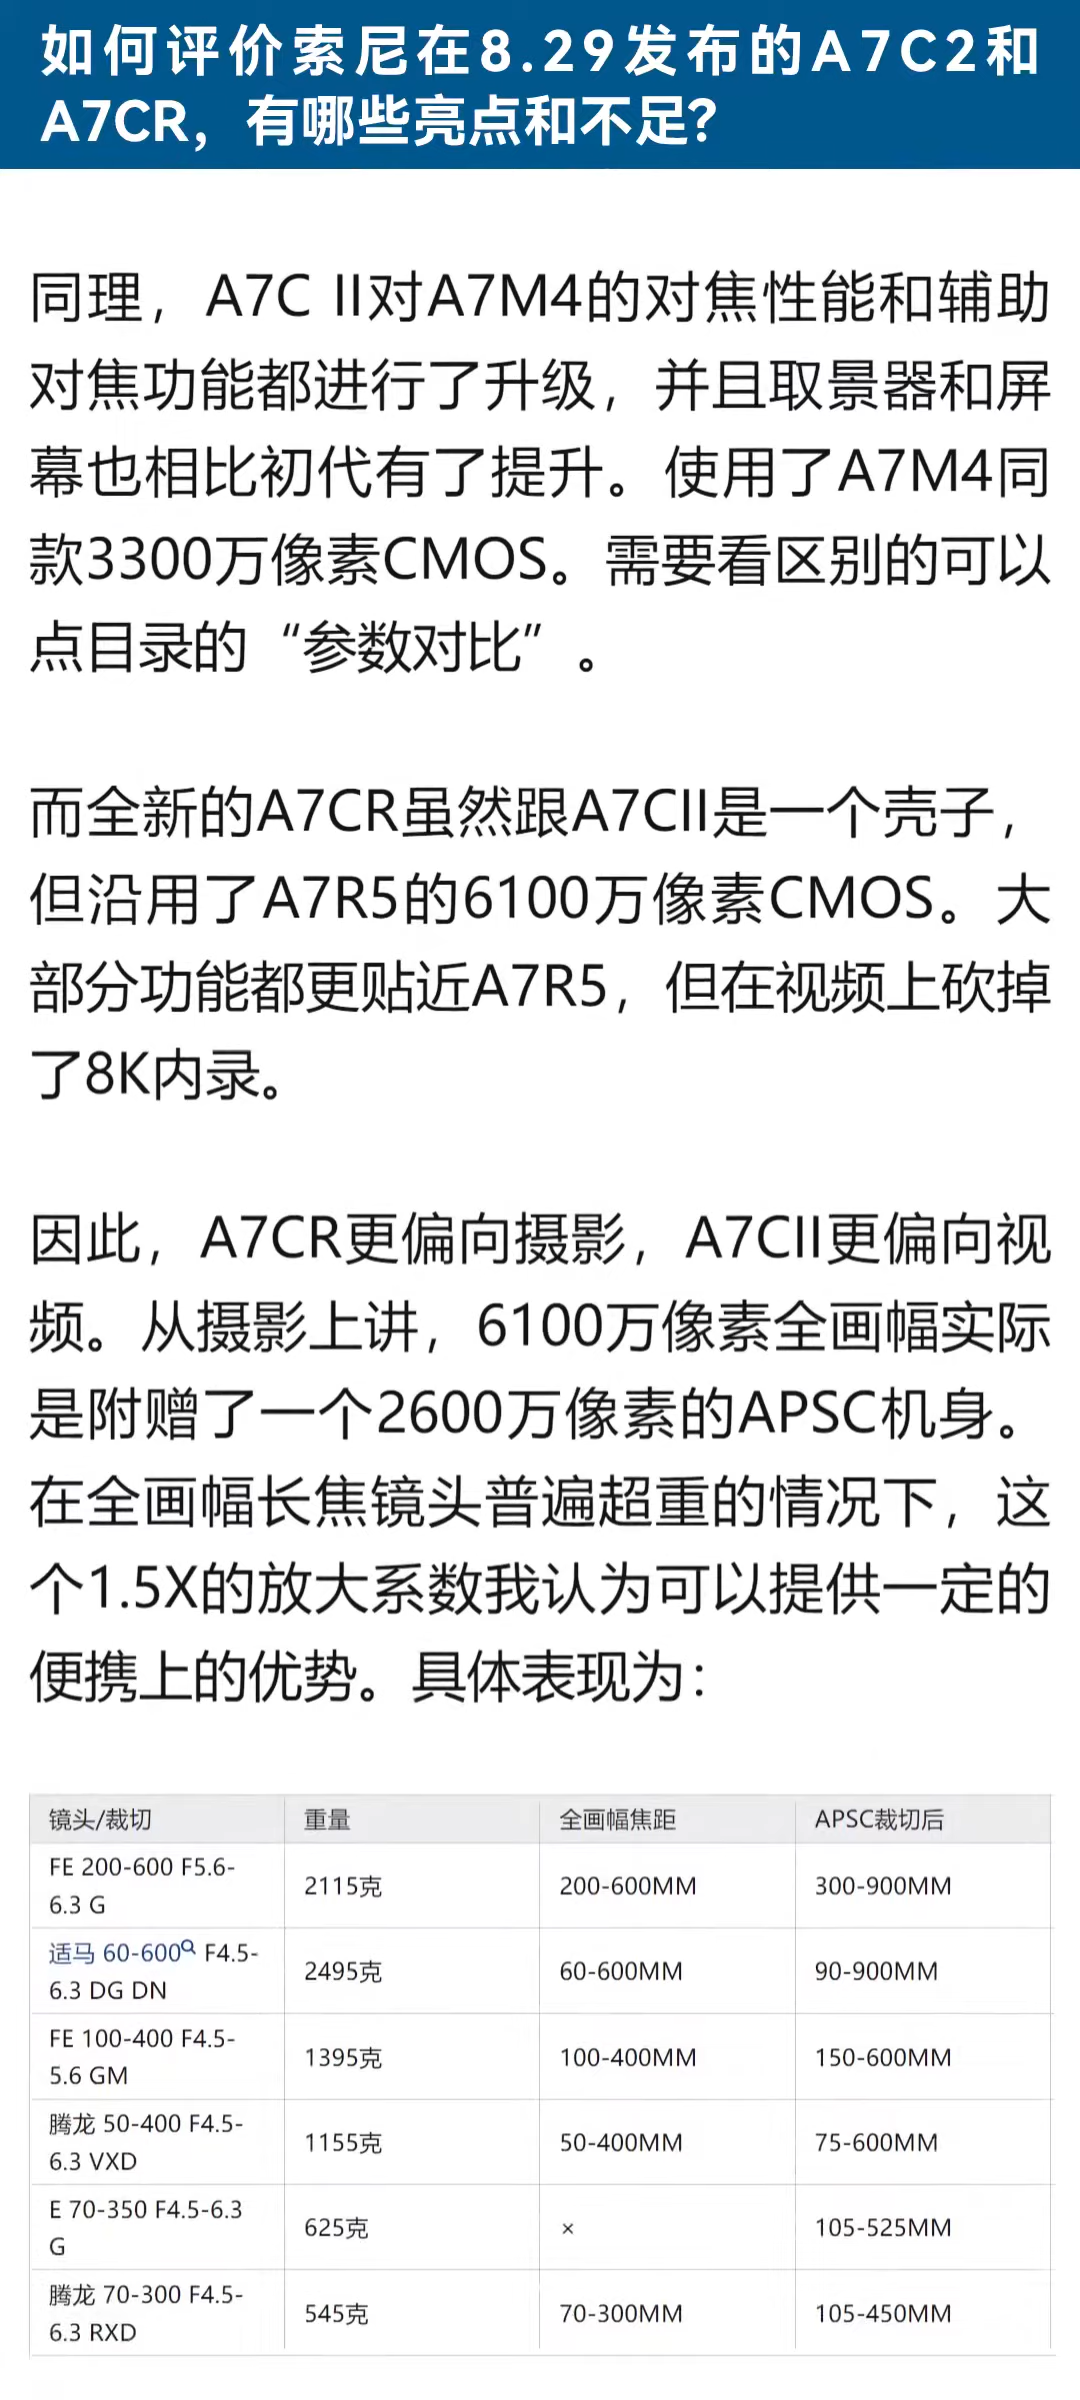 如何评价索尼在8.29发布的A7C2和
A7CR，有哪些亮点和不足？
同理，A7C II对A7M4的对焦性能和辅助
对焦功能都进行了升级，并且取景器和屏
幕也相比初代有了提升。使用了A7M4同
款3300万像素CMOS。需要看区别的可以
点目录的“参数对比”。
而全新的A7CR虽然跟A7CII是一个壳子，
但沿用了A7R5的6100万像素CMOS。大
部分功能都更贴近A7R5，但在视频上砍掉
了8K内录。
因此，A7CR更偏向摄影，A7CII更偏向视
频。从摄影上讲，6100万像素全画幅实际
是附赠了一个2600万像素的APSC机身。
在全画幅长焦镜头普遍超重的情况下，这
个1.5X的放大系数我认为可以提供一定的
便携上的优势。具体表现为：
镜头/裁切 重量 全画幅焦距 APSC裁切后
FE 200-600 F5.6-
6.3 G
2115克 200-600MM 300-900MM
适马 60-600 F4.5-
6.3 DG DN
2495克 60-600MM 90-900MM
FE 100-400 F4.5-
5.6 GM
1395克 100-400MM 150-600MM
腾龙 50-400 F4.5-
6.3 VXD
1155克 50-400MM 75-600MM
E 70-350 F4.5-6.3
G
625克 × 105-525MM
腾龙 70-300 F4.5-
6.3 RXD
545克 70-300MM 105-450MM